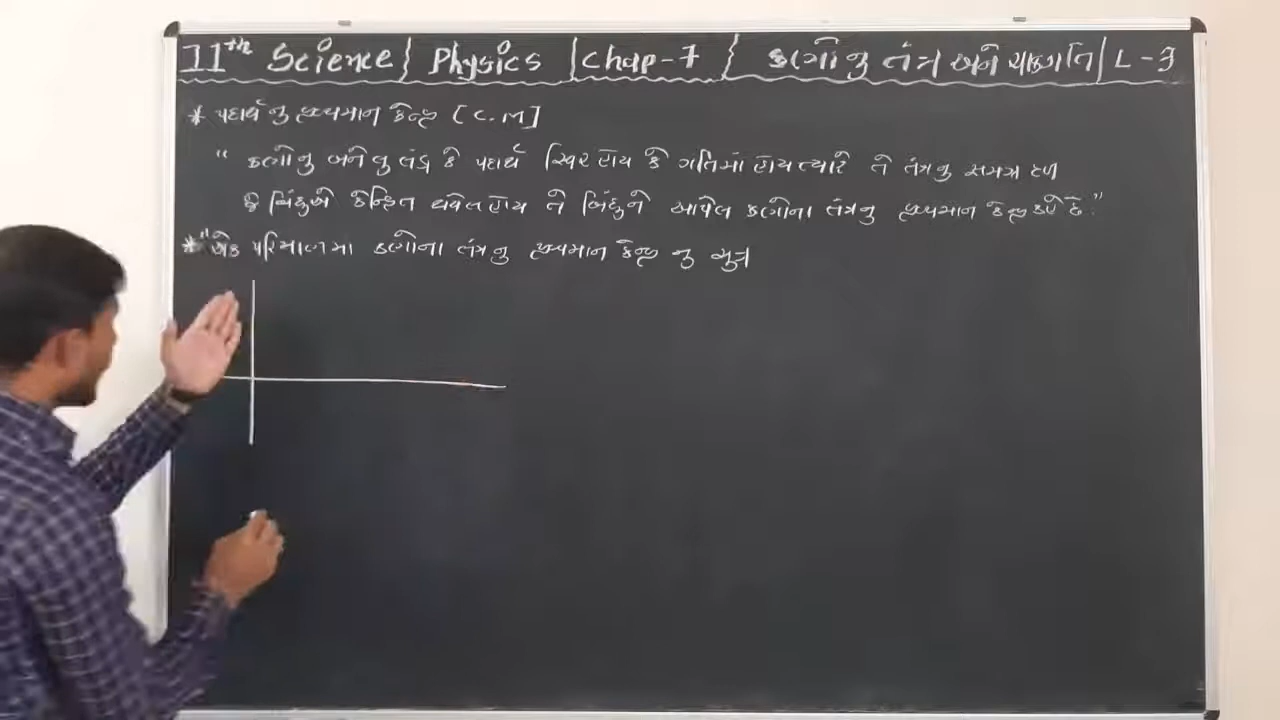 11th Science } Physics | Chap-7 } કણોનુ તંત્ર અને ચાકગતિ | L - 3
* પદાર્થ નુ દ્રવ્યમાન કેન્દ્ર [C.M]
" કણોનુ બનેનુ તંત્ર કે પદાર્થ સ્થિર હોય કે ગતિમાં હોય ત્યારે તે તંત્રનુ સમગ્ર દળ
જે બિંદુએ કેન્દ્રિત થયેલ હોય તે બિંદુને આપેલ કણોના તંત્રનુ દ્રવ્યમાન કેન્દ્ર કહે છે."
* "એક પરિમાણમા કણોના તંત્રનુ દ્રવ્યમાન કેન્દ્ર નુ સુત્ર